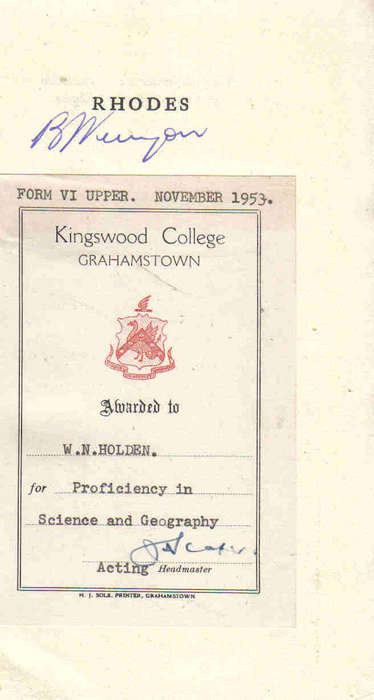 RHODES
FORM VI UPPER. NOVEMBER 1953.
Kingswood College
GRAHAMSTOWN
Awarded to
W.N.HOLDEN.
for Proficiency in
Science and Geography
Acting Headmaster
H. J. SOLE, PRINTER, GRAHAMSTOWN